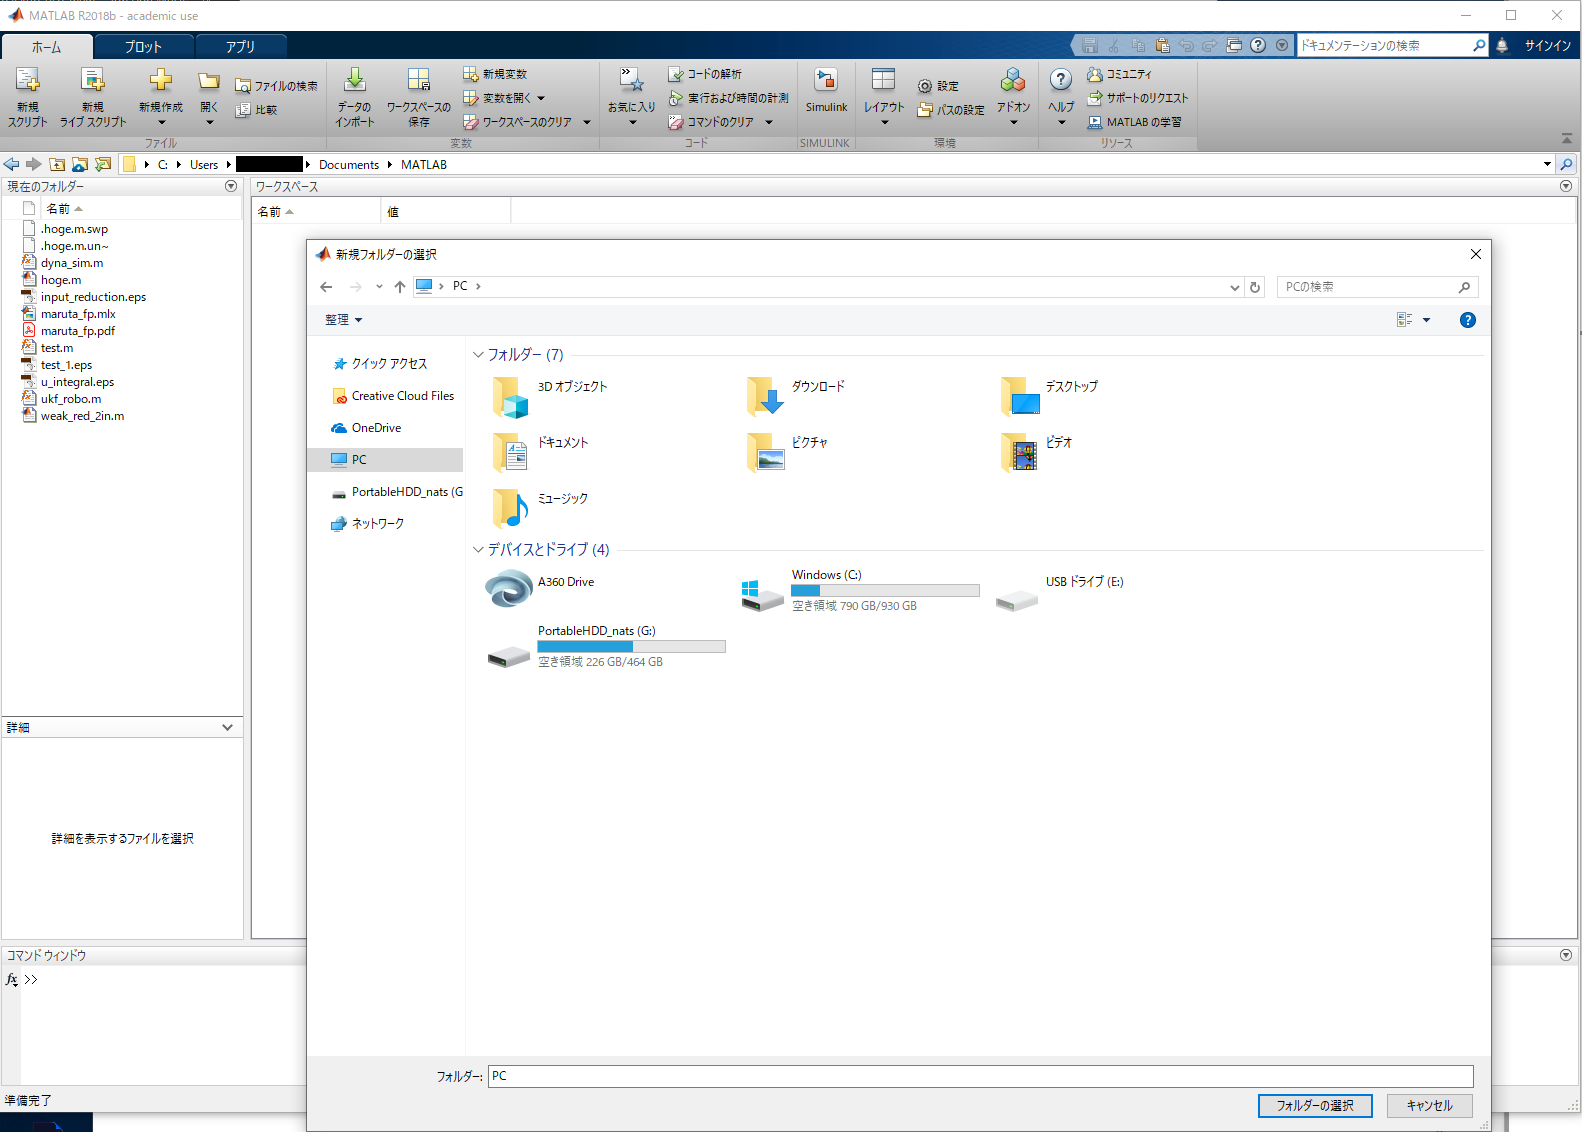 MATLAB R2018b - academic use
ホーム プロット アプリ
ドキュメンテーションの検索 サインイン
新規 スクリプト
新規 ライブ スクリプト
新規作成
開く
ファイルの検索
比較
ファイル
データの インポート
ワークスペースの 保存
新規変数
変数を開く
ワークスペースのクリア
変数
お気に入り
コードの解析
実行および時間の計測
コマンドのクリア
コード
Simulink
SIMULINK
レイアウト
設定
パスの設定
アドオン
環境
ヘルプ
コミュニティ
サポートのリクエスト
MATLAB の学習
リソース
C: Users Documents MATLAB
現在のフォルダー
名前
.hoge.m.swp
.hoge.m.un~
dyna_sim.m
hoge.m
input_reduction.eps
maruta_fp.mlx
maruta_fp.pdf
test.m
test_1.eps
u_integral.eps
ukf_robo.m
weak_red_2in.m
詳細
詳細を表示するファイルを選択
ワークスペース
名前 値
新規フォルダーの選択
PC
PCの検索
整理
クイック アクセス
Creative Cloud Files
OneDrive
PC
PortableHDD_nats (G
ネットワーク
フォルダー (7)
3D オブジェクト
ダウンロード
デスクトップ
ドキュメント
ピクチャ
ビデオ
ミュージック
デバイスとドライブ (4)
A360 Drive
Windows (C:)
空き領域 790 GB/930 GB
USB ドライブ (E:)
PortableHDD_nats (G:)
空き領域 226 GB/464 GB
フォルダー: PC
フォルダーの選択 キャンセル
コマンド ウィンドウ
fx >>
準備完了